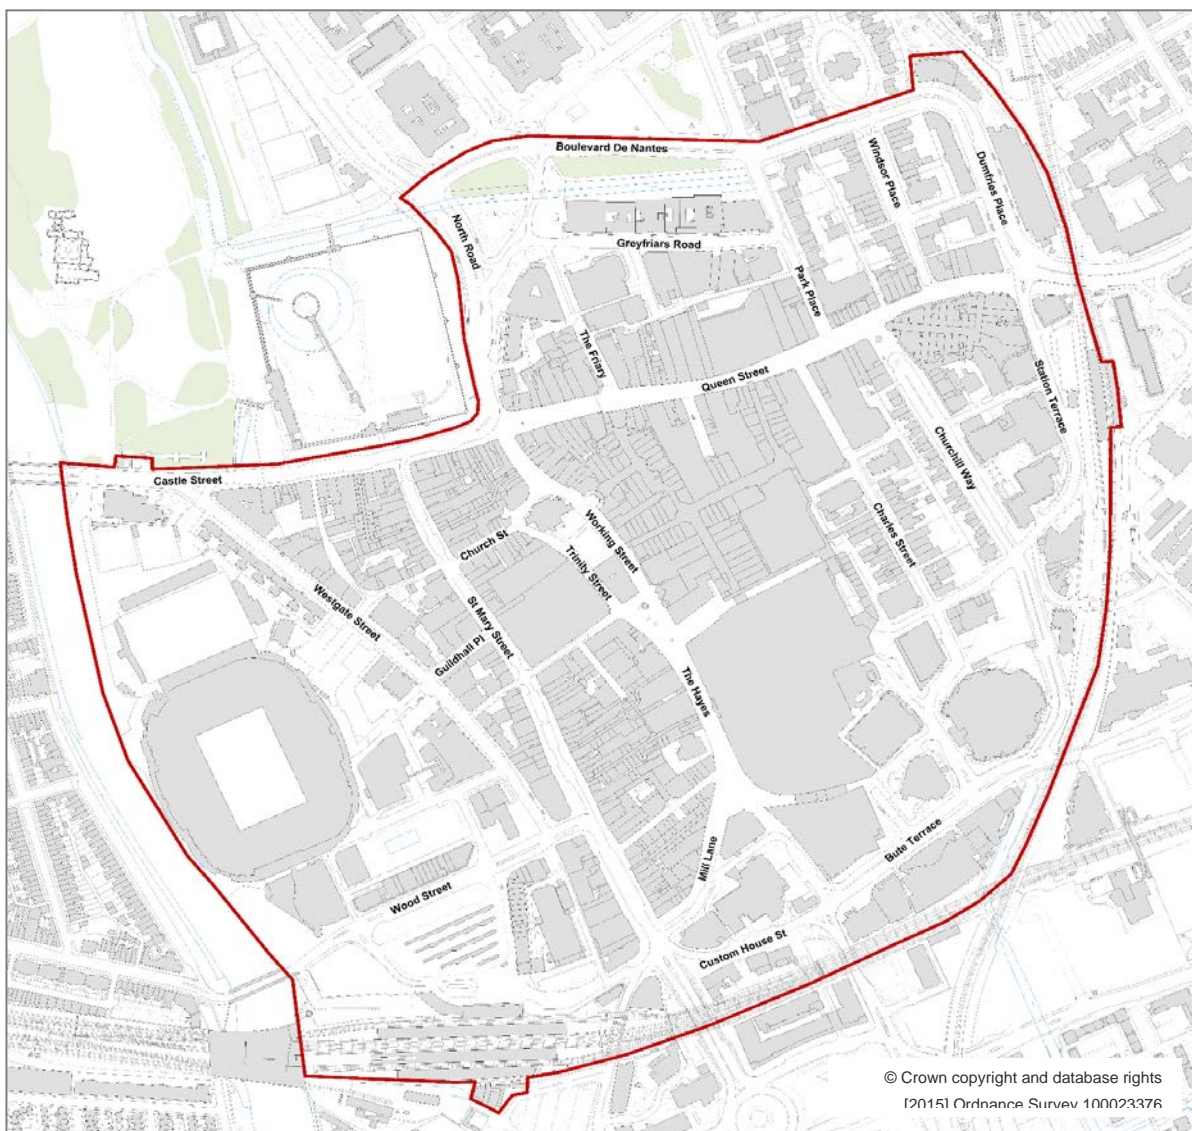 Boulevard De Nantes
Windsor Place
Dumfries Place
North Road
Greyfriars Road
Park Place
The Friary
Queen Street
Station Terrace
Churchill Way
Castle Street
Charles Street
Working Street
Church St
Trinity Street
Westgate Street
St Mary Street
Guildhall Pl
The Hayes
Mill Lane
Bute Terrace
Wood Street
Custom House St
© Crown copyright and database rights
[2015] Ordnance Survey 100023376